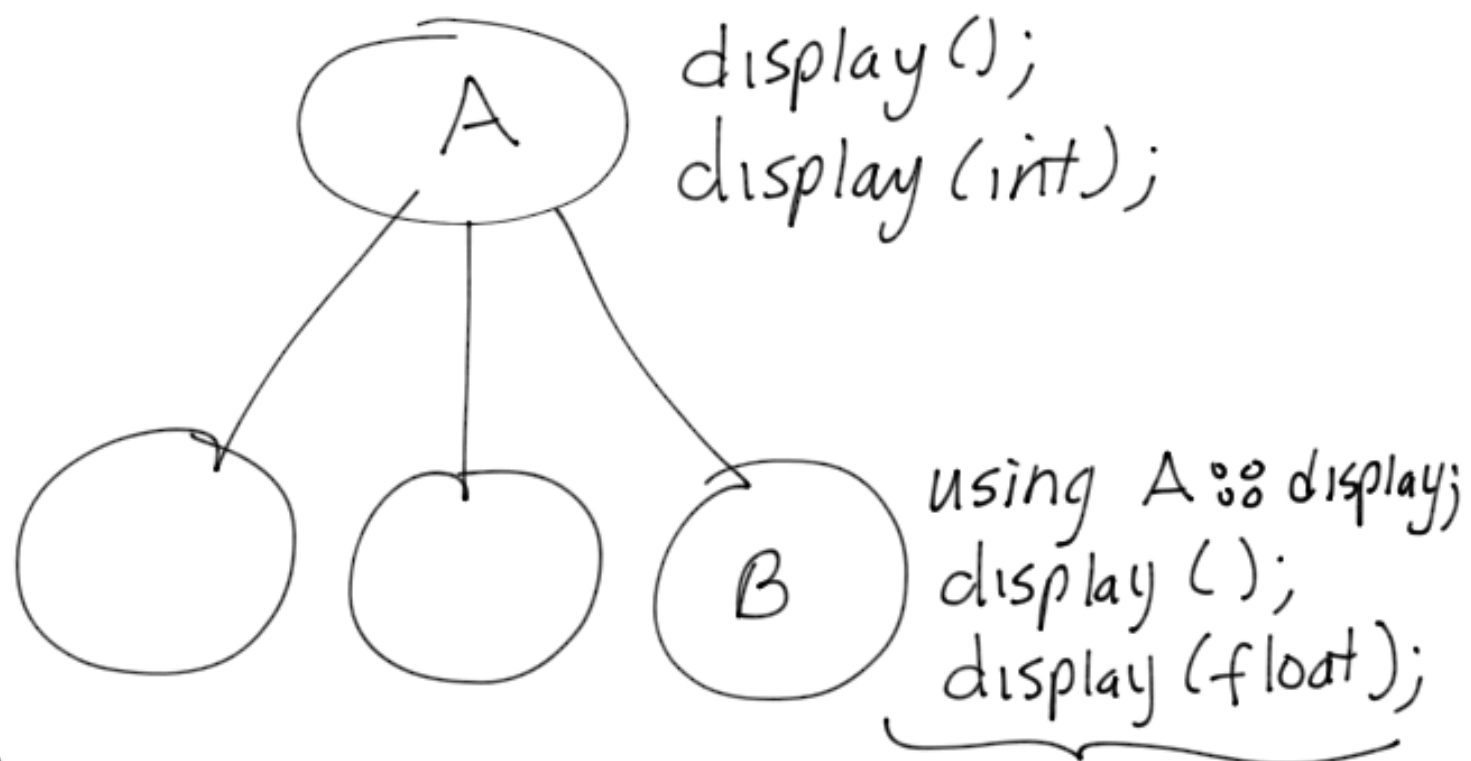 A
display();
display(int);
using A::display;
B
display();
display(float);